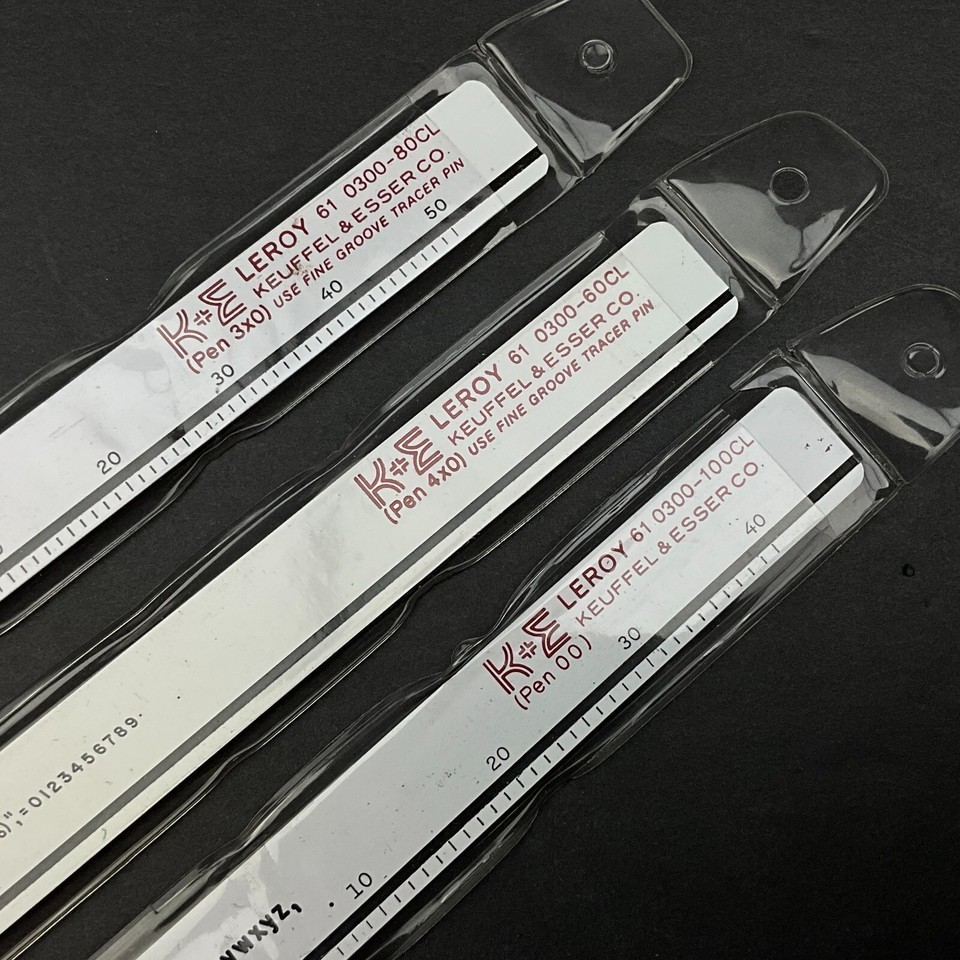 K+E LEROY 61 0300-80CL
KEUFFEL & ESSER CO.
(Pen 3x0) USE FINE GROOVE TRACER PIN
20 30 40 50
K+E LEROY 61 0300-60CL
KEUFFEL & ESSER CO.
(Pen 4x0) USE FINE GROOVE TRACER PIN
)",=0123456789.
K+E LEROY 61 0300-100CL
KEUFFEL & ESSER CO.
(Pen 00)
10 20 30 40
wxyz, .